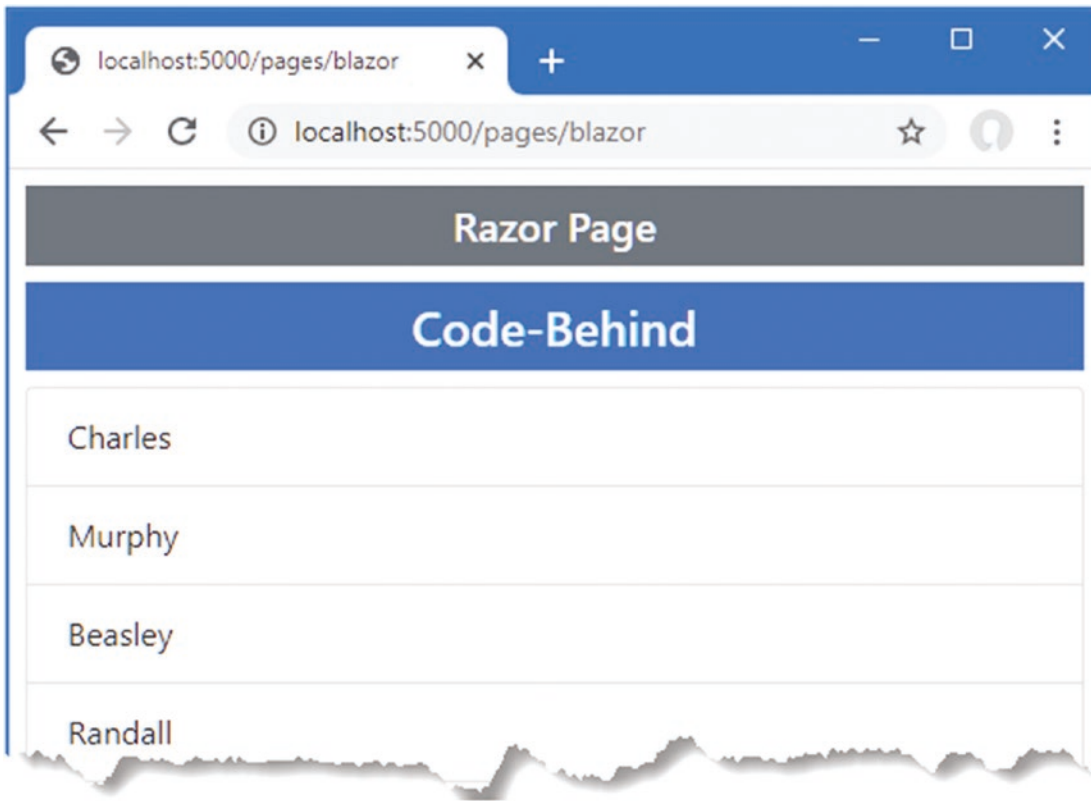 localhost:5000/pages/blazor
localhost:5000/pages/blazor
Razor Page
Code-Behind
Charles
Murphy
Beasley
Randall